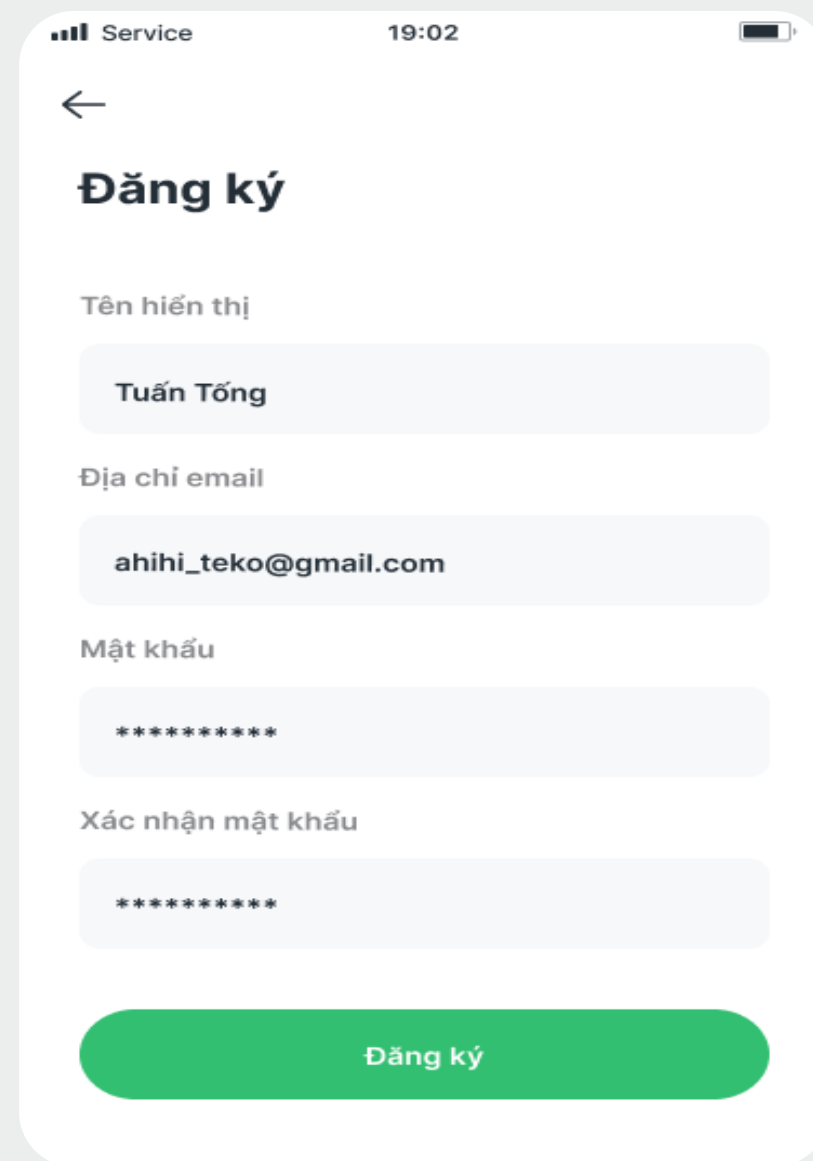 Service 19:02
Đăng ký
Tên hiển thị
Tuấn Tống
Địa chỉ email
ahihi_teko@gmail.com
Mật khẩu
**********
Xác nhận mật khẩu
**********
Đăng ký